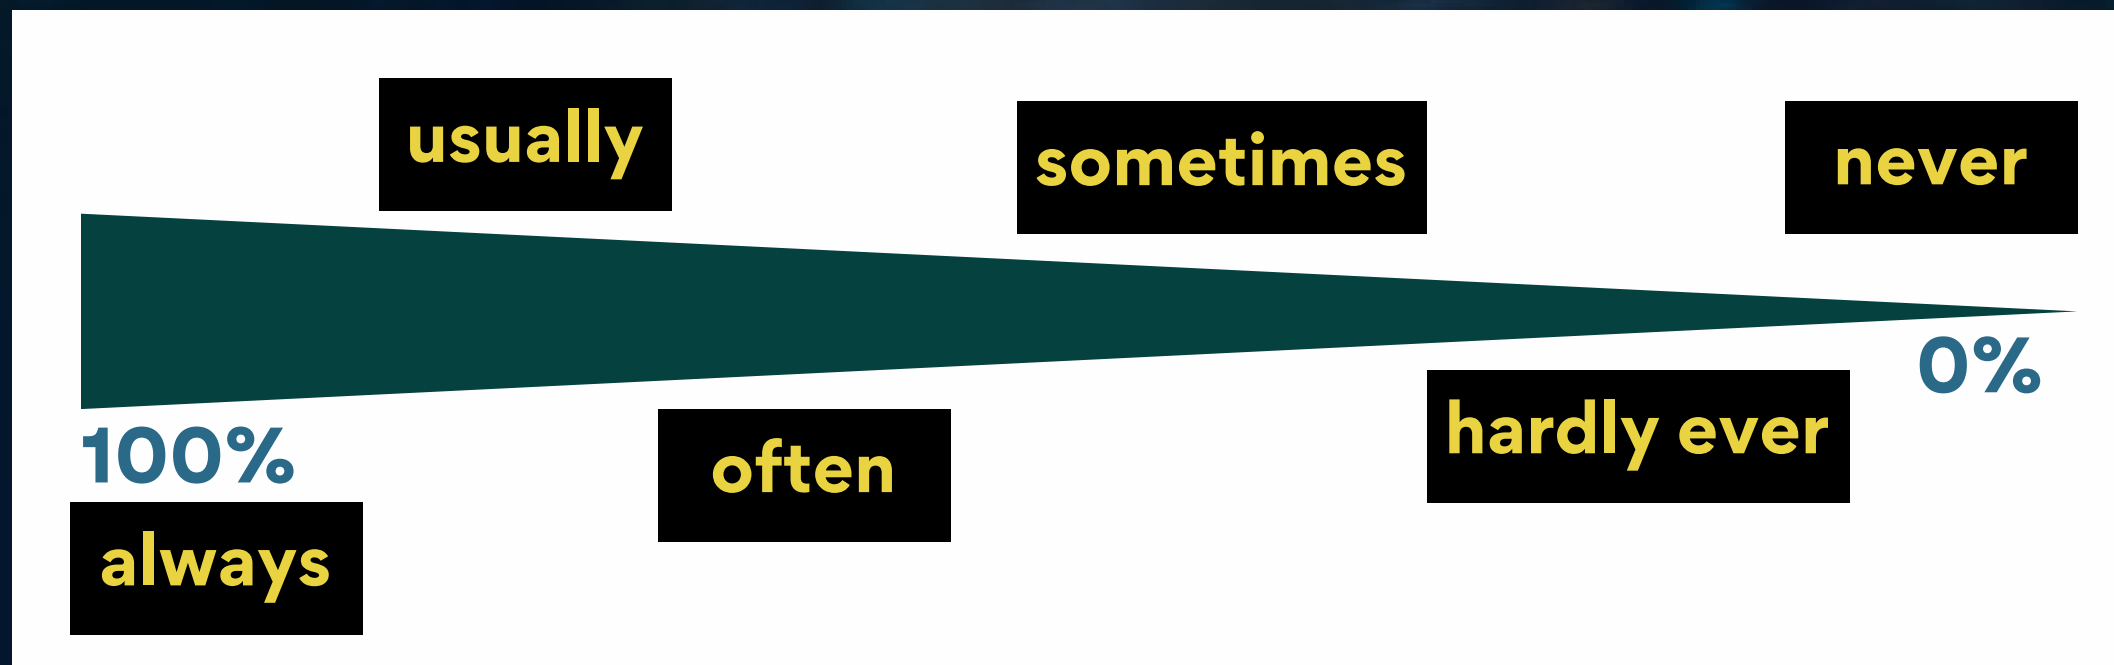 usually
sometimes
never
0%
hardly ever
100%
often
always